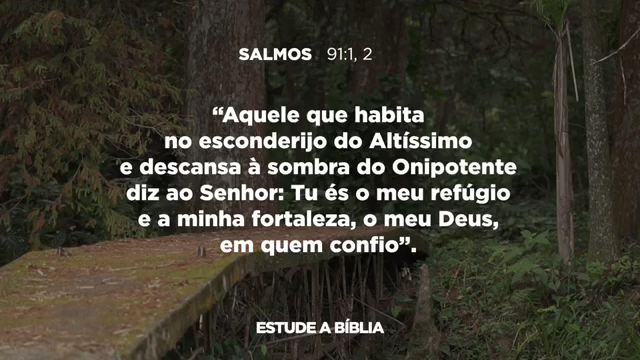 SALMOS 91:1, 2
“Aquele que habita
no esconderijo do Altíssimo
e descansa à sombra do Onipotente
diz ao Senhor: Tu és o meu refúgio
e a minha fortaleza, o meu Deus,
em quem confio”.
ESTUDE A BÍBLIA